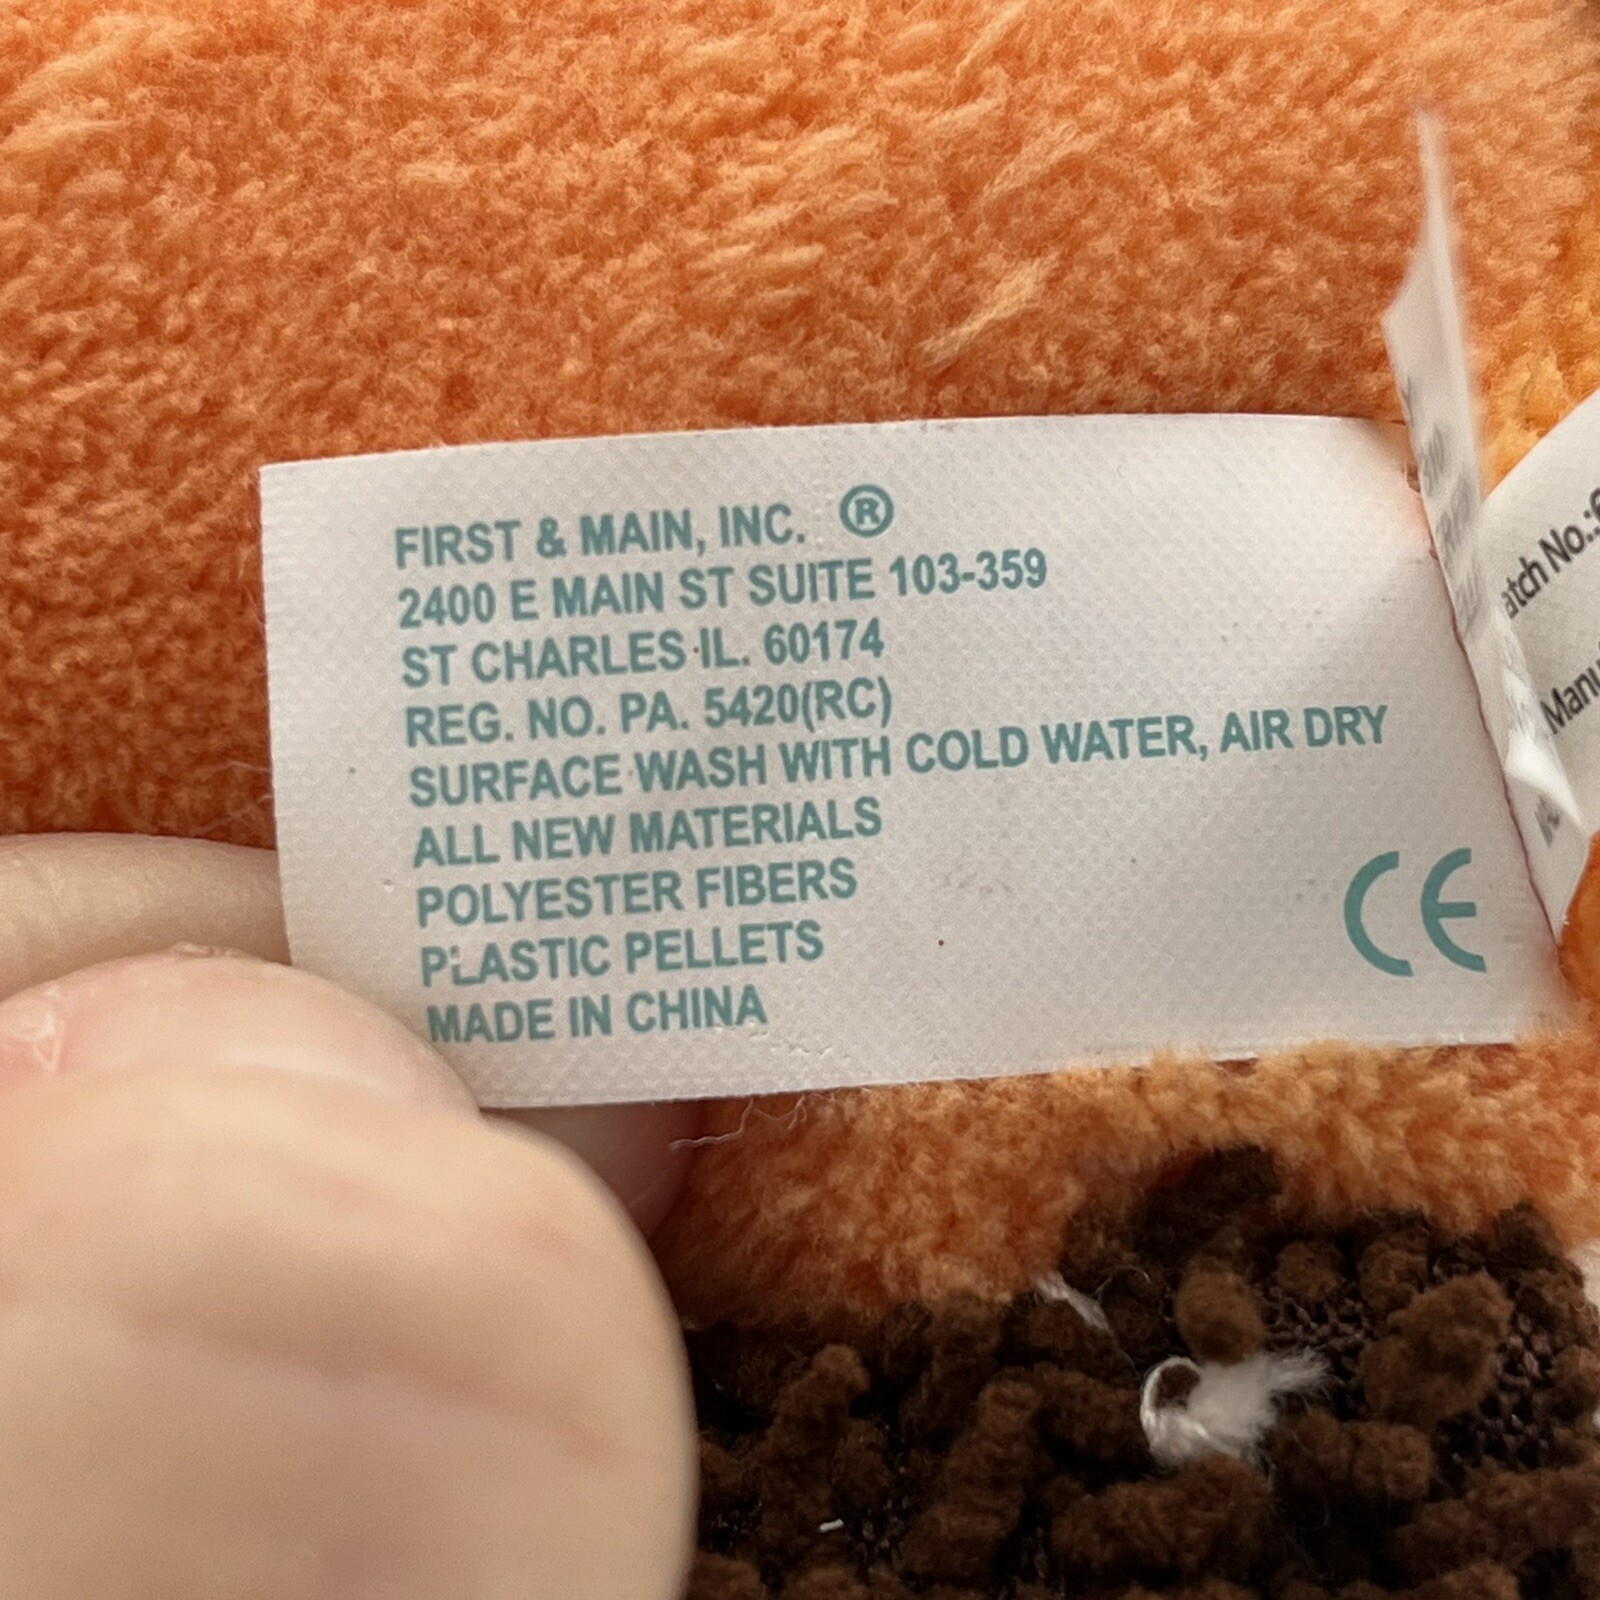 FIRST & MAIN, INC. ®
2400 E MAIN ST SUITE 103-359
ST CHARLES IL. 60174
REG. NO. PA. 5420(RC)
SURFACE WASH WITH COLD WATER, AIR DRY
ALL NEW MATERIALS
POLYESTER FIBERS
PLASTIC PELLETS
MADE IN CHINA
CE
No.: